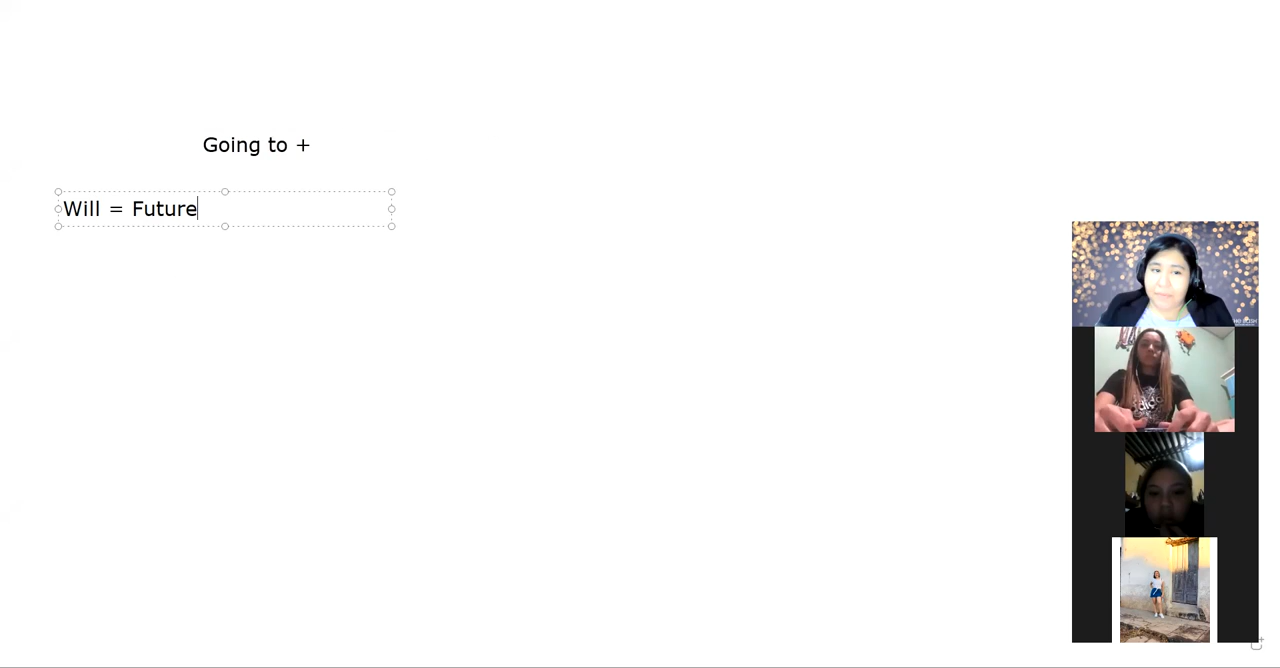 Going to +
Will = Future